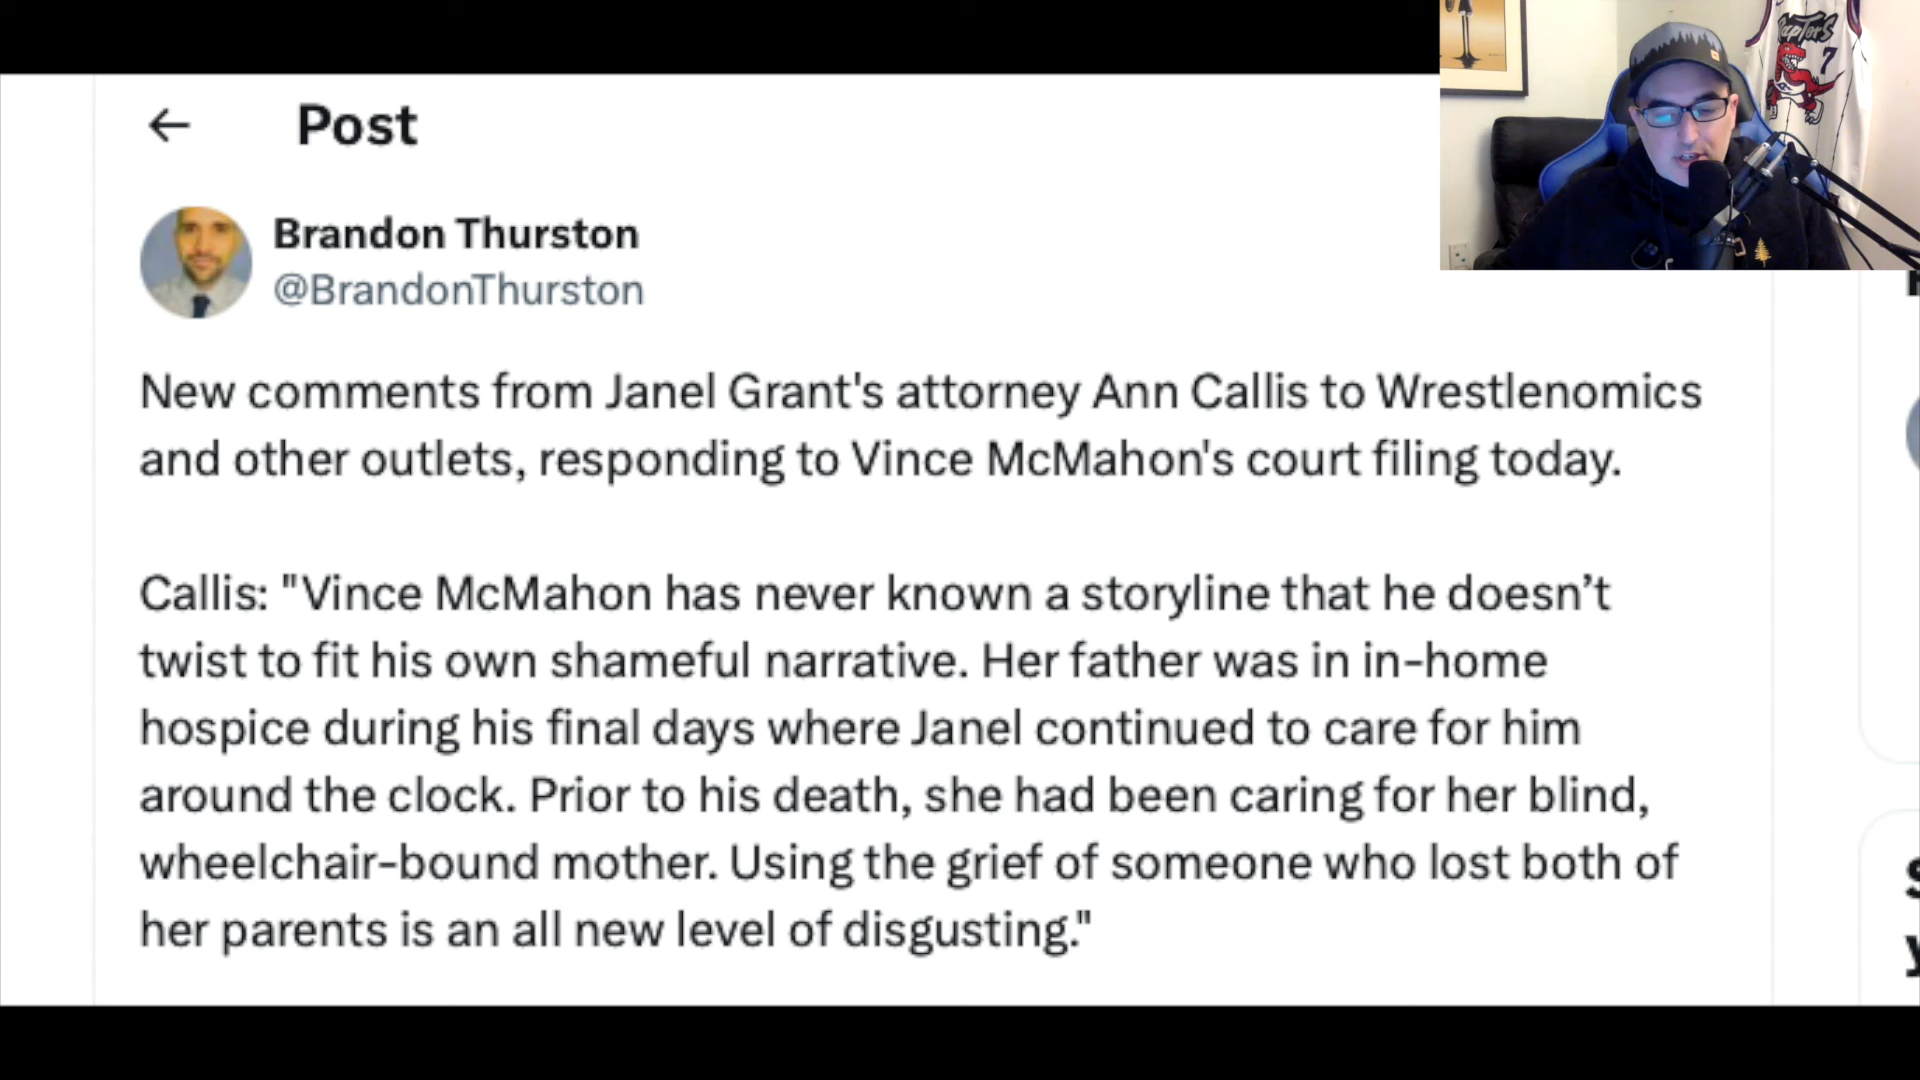 Post
Brandon Thurston
@BrandonThurston
New comments from Janel Grant's attorney Ann Callis to Wrestlenomics
and other outlets, responding to Vince McMahon's court filing today.
Callis: "Vince McMahon has never known a storyline that he doesn’t
twist to fit his own shameful narrative. Her father was in in-home
hospice during his final days where Janel continued to care for him
around the clock. Prior to his death, she had been caring for her blind,
wheelchair-bound mother. Using the grief of someone who lost both of
her parents is an all new level of disgusting."
RAPTORS
7